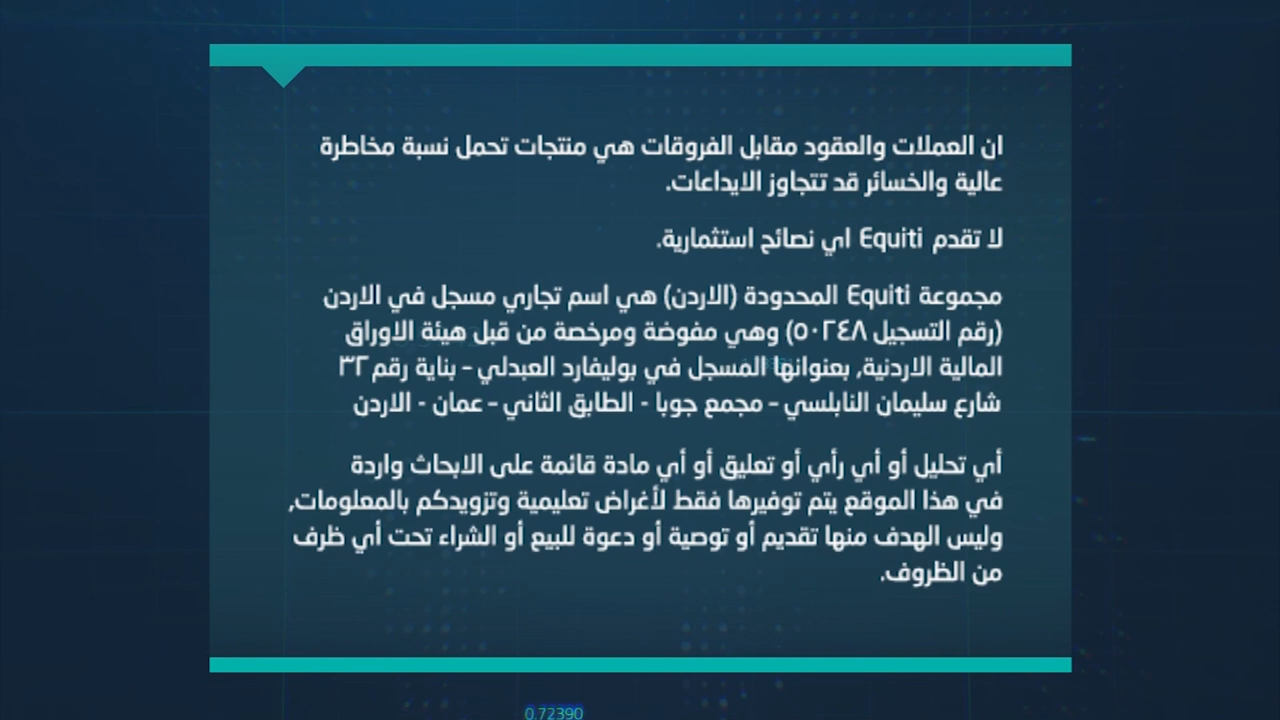 ان العملات والعقود مقابل الفروقات هي منتجات تحمل نسبة مخاطرة
عالية والخسائر قد تتجاوز الايداعات.
لا تقدم Equiti اي نصائح استثمارية.
مجموعة Equiti المحدودة (الاردن) هي اسم تجاري مسجل في الاردن
(رقم التسجيل ٥٠٢٤٨) وهي مفوضة ومرخصة من قبل هيئة الاوراق
المالية الاردنية, بعنوانها المسجل في بوليفارد العبدلي - بناية رقم ٣٢
شارع سليمان النابلسي - مجمع جوبا - الطابق الثاني - عمان - الاردن
أي تحليل أو أي رأي أو تعليق أو أي مادة قائمة على الابحاث واردة
في هذا الموقع يتم توفيرها فقط لأغراض تعليمية وتزويدكم بالمعلومات,
وليس الهدف منها تقديم أو توصية أو دعوة للبيع أو الشراء تحت أي ظرف
من الظروف.
0.72390